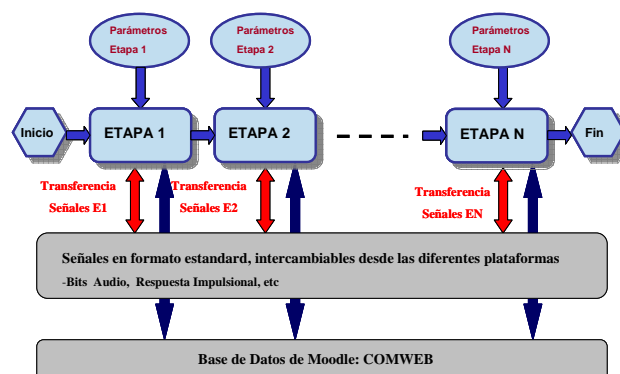 Parámetros
Etapa 1
Parámetros
Etapa 2
Parámetros
Etapa N
Inicio
ETAPA 1
ETAPA 2
ETAPA N
Fin
Transferencia
Señales E1
Transferencia
Señales E2
Transferencia
Señales EN
Señales en formato estandard, intercambiables desde las diferentes plataformas
-Bits Audio, Respuesta Impulsional, etc
Base de Datos de Moodle: COMWEB